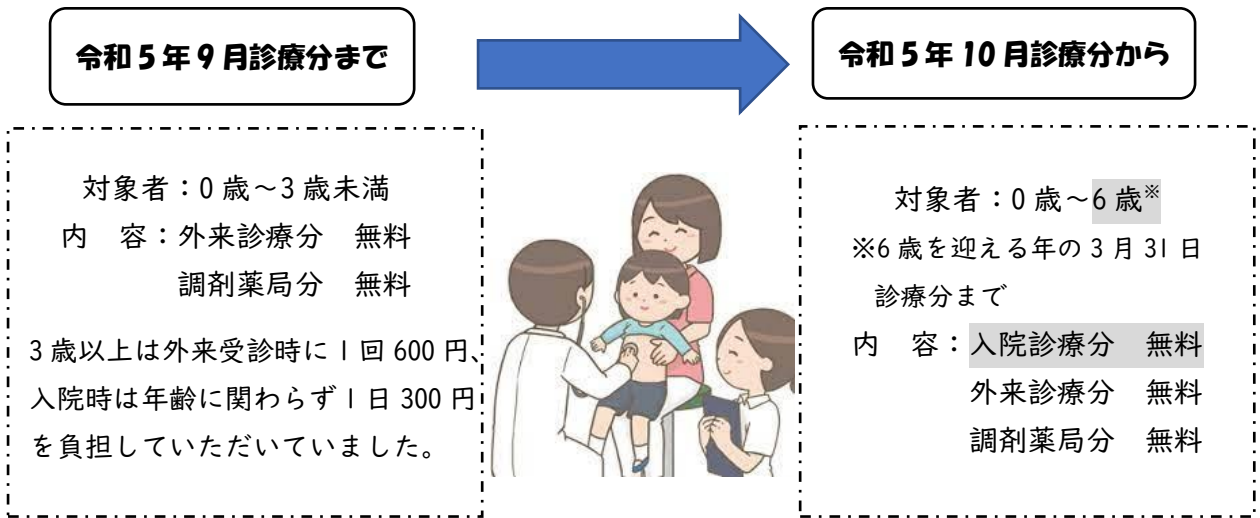 令和5年9月診療分まで
令和5年10月診療分から
対象者：0歳～3歳未満
内　容：外来診療分　無料
調剤薬局分　無料
3歳以上は外来受診時に1回600円、
入院時は年齢に関わらず1日300円
を負担していただいていました。
対象者：0歳～6歳※
※6歳を迎える年の3月31日
診療分まで
内　容：入院診療分　無料
外来診療分　無料
調剤薬局分　無料